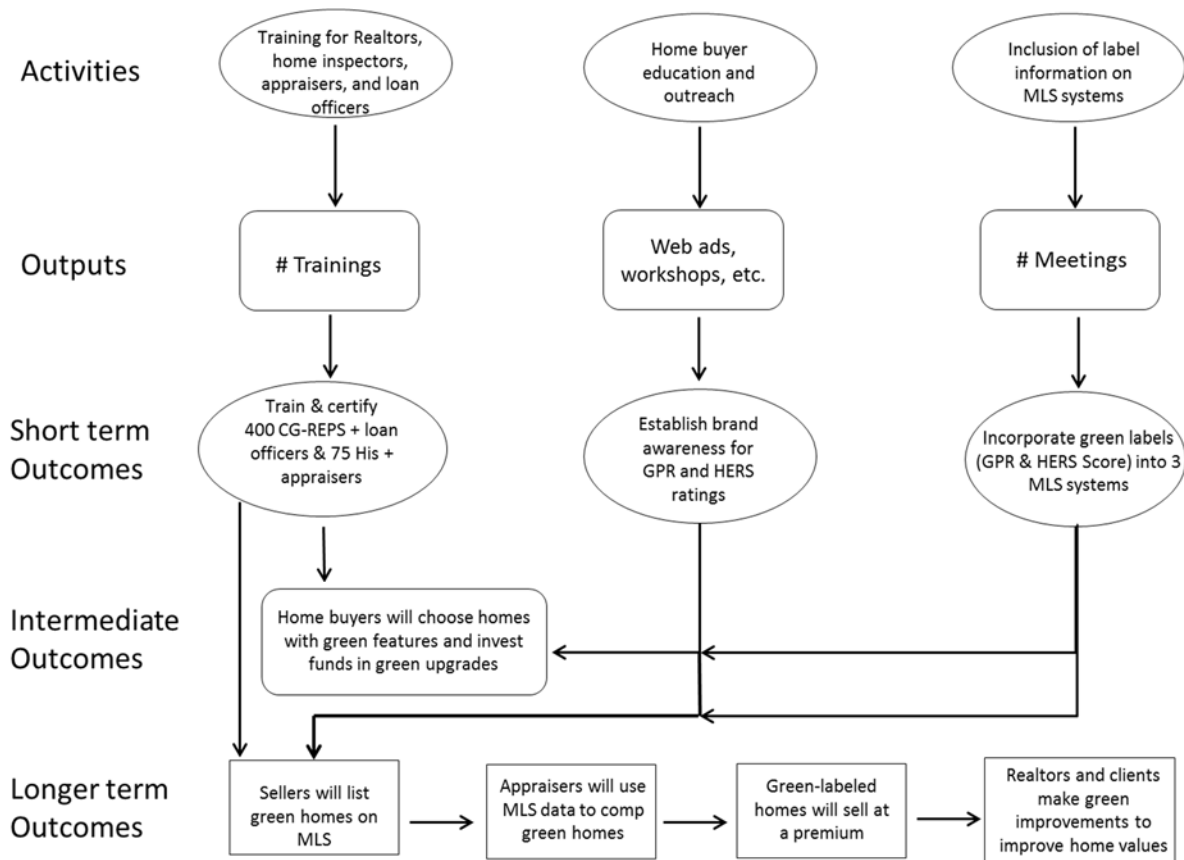 Activities
Training for Realtors,
home inspectors,
appraisers, and loan
officers
Home buyer
education and
outreach
Inclusion of label
information on
MLS systems
Outputs
# Trainings
Web ads,
workshops, etc.
# Meetings
Short term
Outcomes
Train & certify
400 CG-REPS + loan
officers & 75 His +
appraisers
Establish brand
awareness for
GPR and HERS
ratings
Incorporate green labels
(GPR & HERS Score) into 3
MLS systems
Intermediate
Outcomes
Home buyers will choose homes
with green features and invest
funds in green upgrades
Longer term
Outcomes
Sellers will list
green homes on
MLS
Appraisers will use
MLS data to comp
green homes
Green-labeled
homes will sell at
a premium
Realtors and clients
make green
improvements to
improve home values